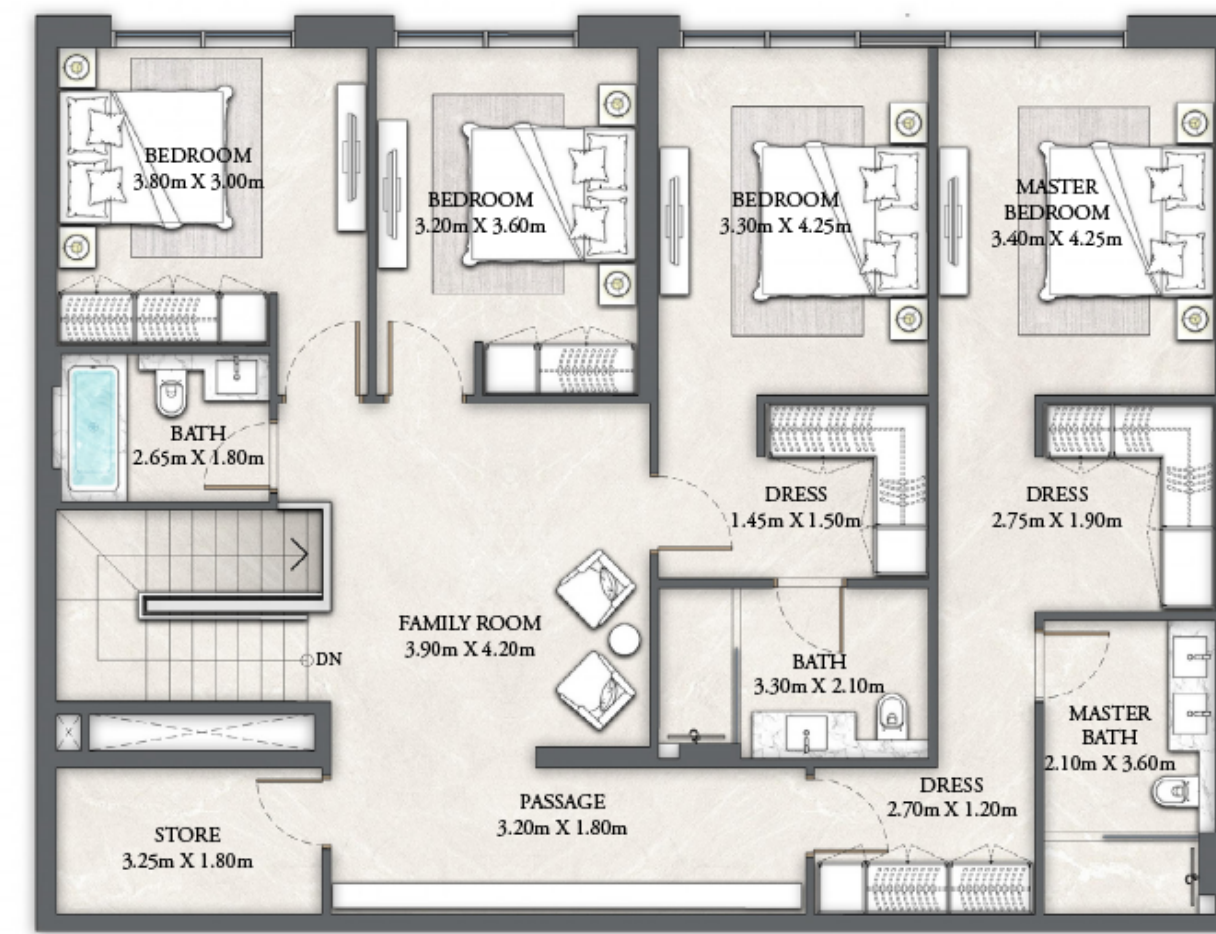 BEDROOM
3.80m X 3.00m
BEDROOM
3.20m X 3.60m
BEDROOM
3.30m X 4.25m
MASTER
BEDROOM
3.40m X 4.25m
BATH
2.65m X 1.80m
DRESS
1.45m X 1.50m
DRESS
2.75m X 1.90m
FAMILY ROOM
3.90m X 4.20m
DN
BATH
3.30m X 2.10m
MASTER
BATH
2.10m X 3.60m
DRESS
2.70m X 1.20m
PASSAGE
3.20m X 1.80m
STORE
3.25m X 1.80m